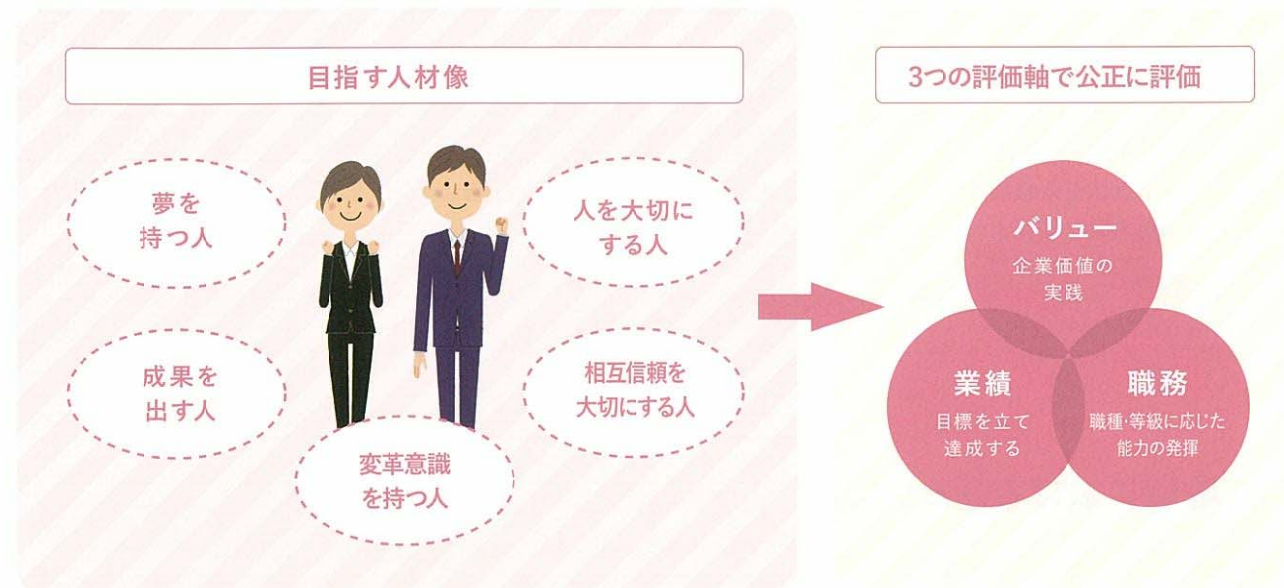 目指す人材像
夢を
持つ人
人を大切に
する人
成果を
出す人
相互信頼を
大切にする人
変革意識
を持つ人
3つの評価軸で公正に評価
バリュー
企業価値の
実践
業績
目標を立て
達成する
職務
職種・等級に応じた
能力の発揮